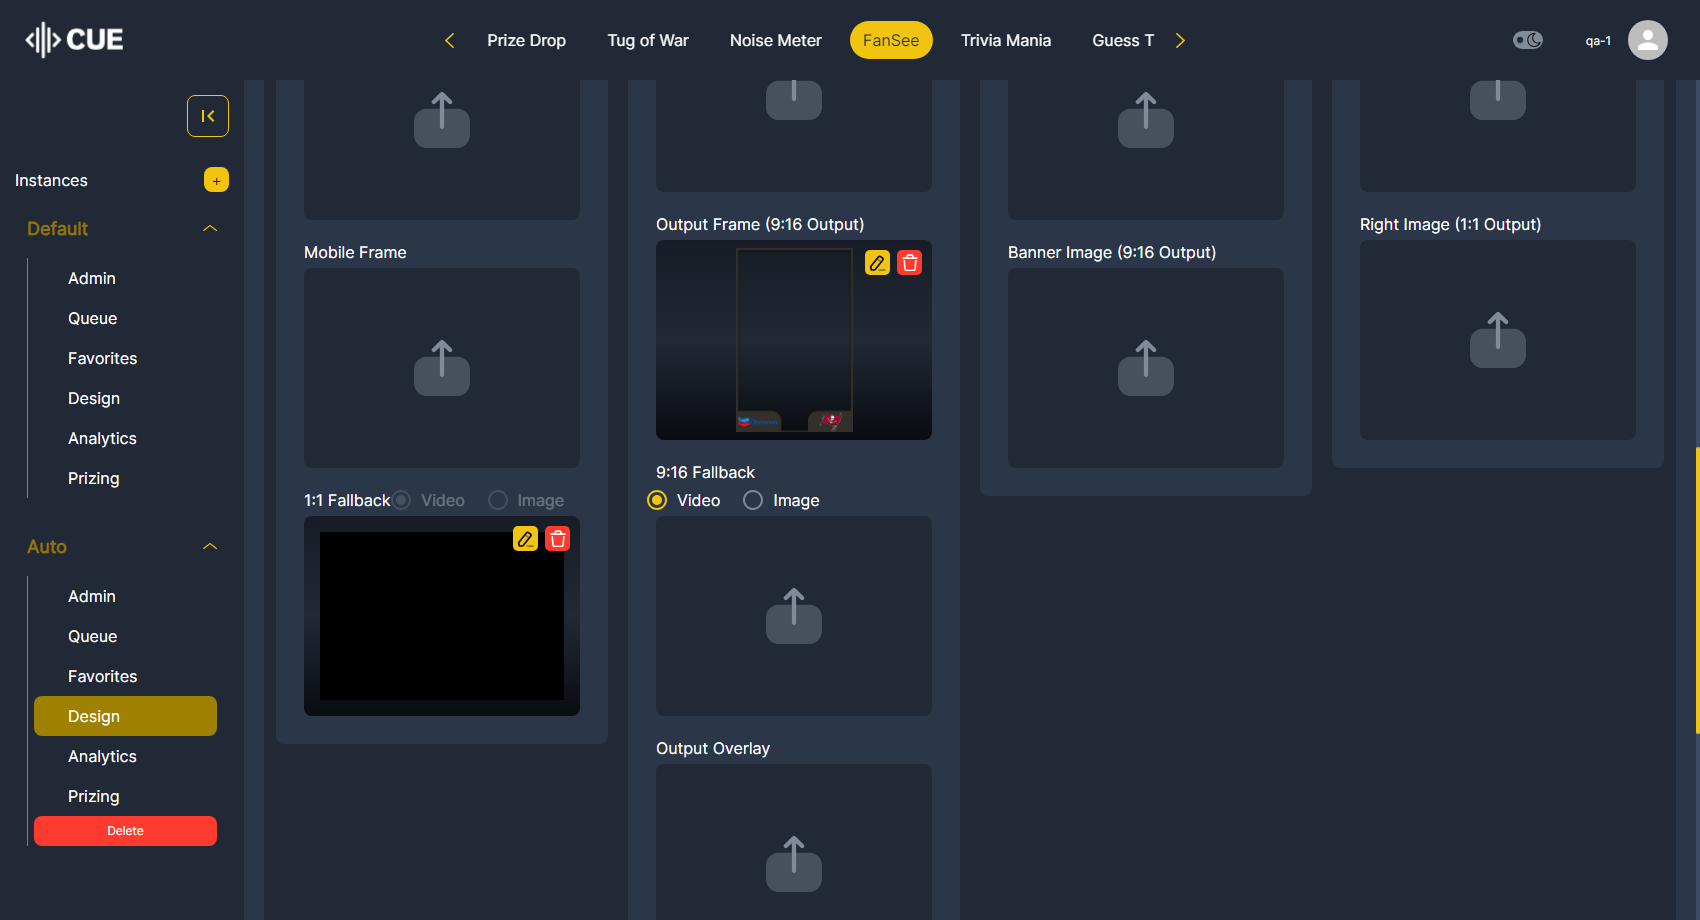 CUE
Prize Drop
Tug of War
Noise Meter
FanSee
Trivia Mania
Guess T
qa-1
Instances
+
Default
Admin
Queue
Favorites
Design
Analytics
Prizing
Auto
Admin
Queue
Favorites
Design
Analytics
Prizing
Delete
Mobile Frame
1:1 Fallback Video Image
Output Frame (9:16 Output)
9:16 Fallback
Video Image
Output Overlay
Banner Image (9:16 Output)
Right Image (1:1 Output)